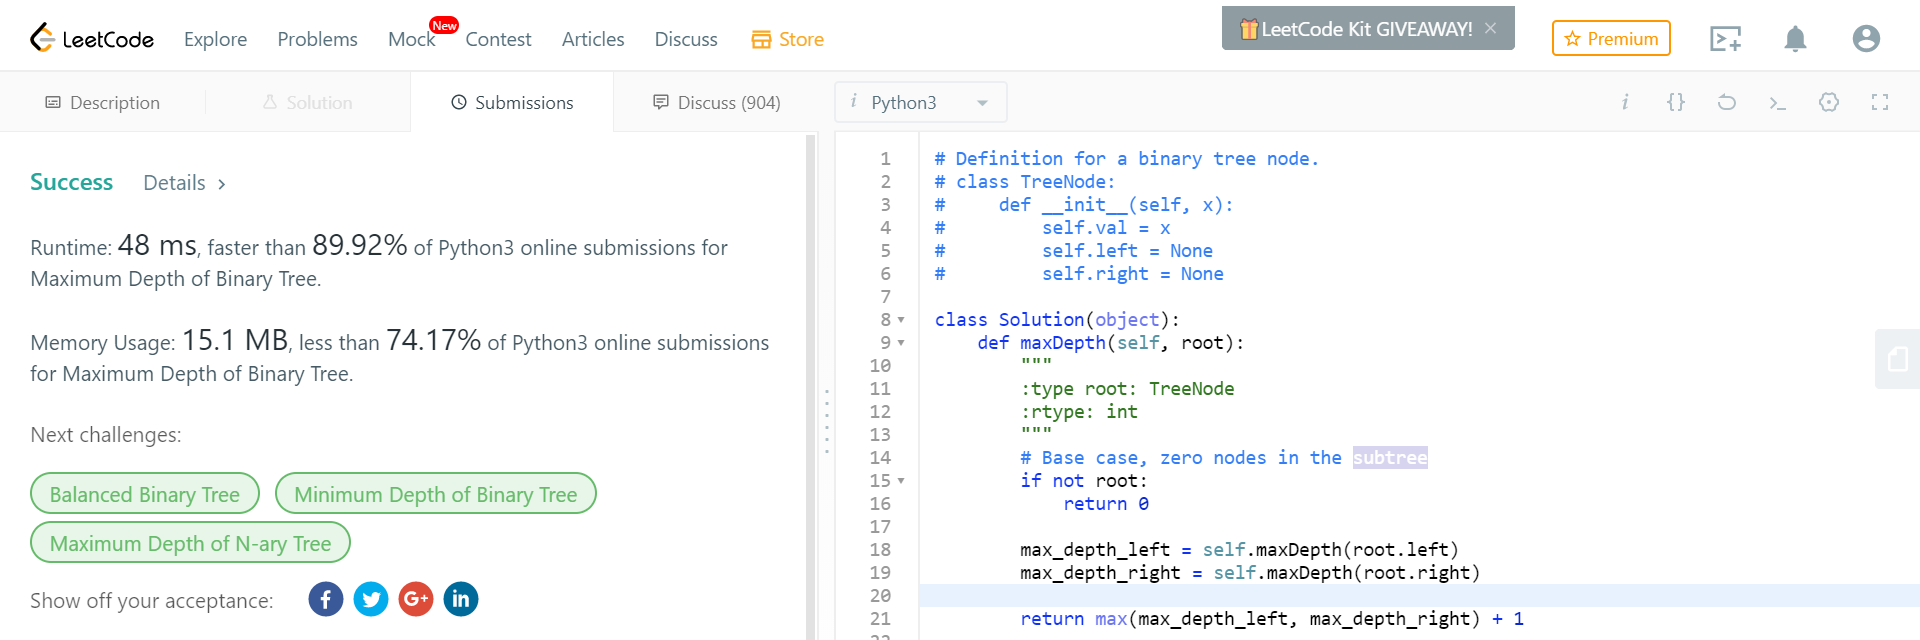 LeetCode Explore Problems Mock New Contest Articles Discuss Store LeetCode Kit GIVEAWAY! × Premium
Description Solution Submissions Discuss (904) i Python3 i {} >_
Success Details >
Runtime: 48 ms, faster than 89.92% of Python3 online submissions for
Maximum Depth of Binary Tree.
Memory Usage: 15.1 MB, less than 74.17% of Python3 online submissions
for Maximum Depth of Binary Tree.
Next challenges:
Balanced Binary Tree Minimum Depth of Binary Tree
Maximum Depth of N-ary Tree
Show off your acceptance: f G+ in
1 # Definition for a binary tree node.
2 # class TreeNode:
3 #     def __init__(self, x):
4 #         self.val = x
5 #         self.left = None
6 #         self.right = None
7
8 class Solution(object):
9     def maxDepth(self, root):
10         """
11         :type root: TreeNode
12         :rtype: int
13         """
14         # Base case, zero nodes in the subtree
15         if not root:
16             return 0
17
18         max_depth_left = self.maxDepth(root.left)
19         max_depth_right = self.maxDepth(root.right)
20
21         return max(max_depth_left, max_depth_right) + 1